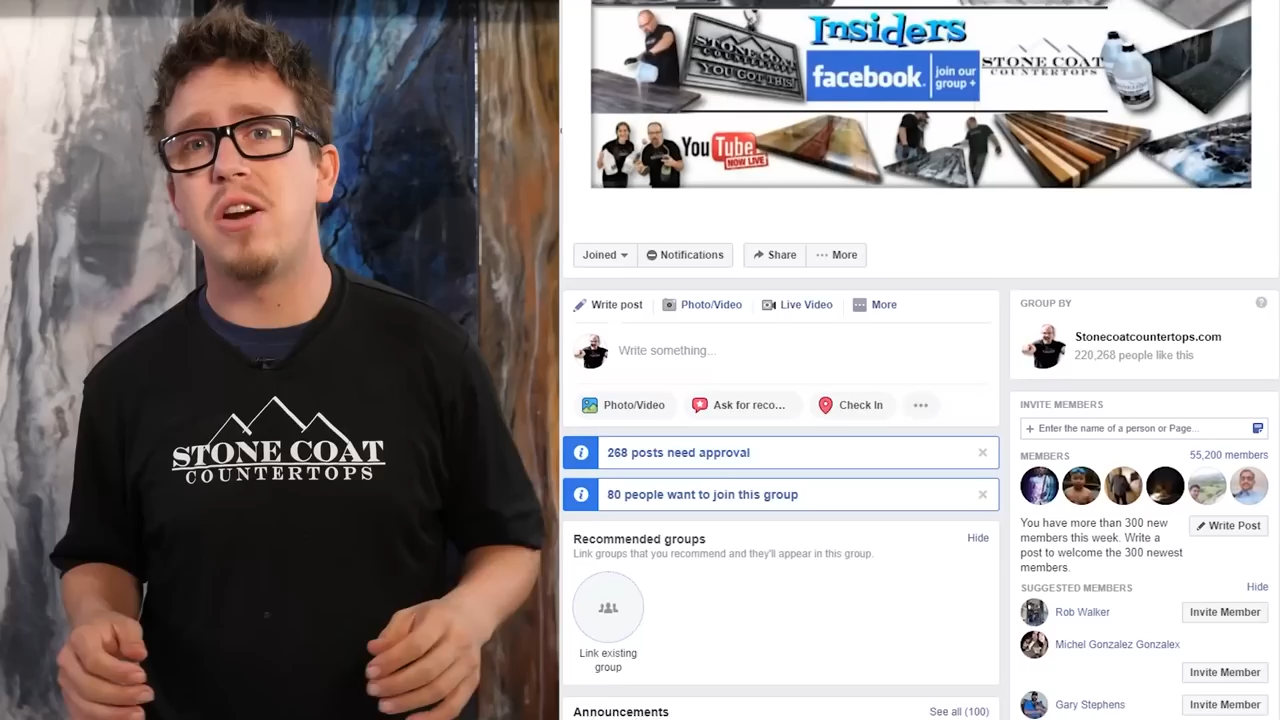 STONE COAT
COUNTERTOPS
STONE COAT
COUNTERTOPS
YOU GOT THIS!
Insiders
facebook. join our group +
STONE COAT
COUNTERTOPS
You Tube
NOW LIVE
Joined
Notifications
Share
More
Write post
Photo/Video
Live Video
More
Write something...
Photo/Video
Ask for reco...
Check In
268 posts need approval
80 people want to join this group
Recommended groups
Hide
Link groups that you recommend and they'll appear in this group.
Link existing
group
Announcements
See all (100)
GROUP BY
Stonecoatcountertops.com
220,268 people like this
INVITE MEMBERS
+ Enter the name of a person or Page...
MEMBERS
55,200 members
You have more than 300 new
members this week. Write a
post to welcome the 300 newest
members.
Write Post
SUGGESTED MEMBERS
Hide
Rob Walker
Invite Member
Michel Gonzalez Gonzalex
Invite Member
Gary Stephens
Invite Member